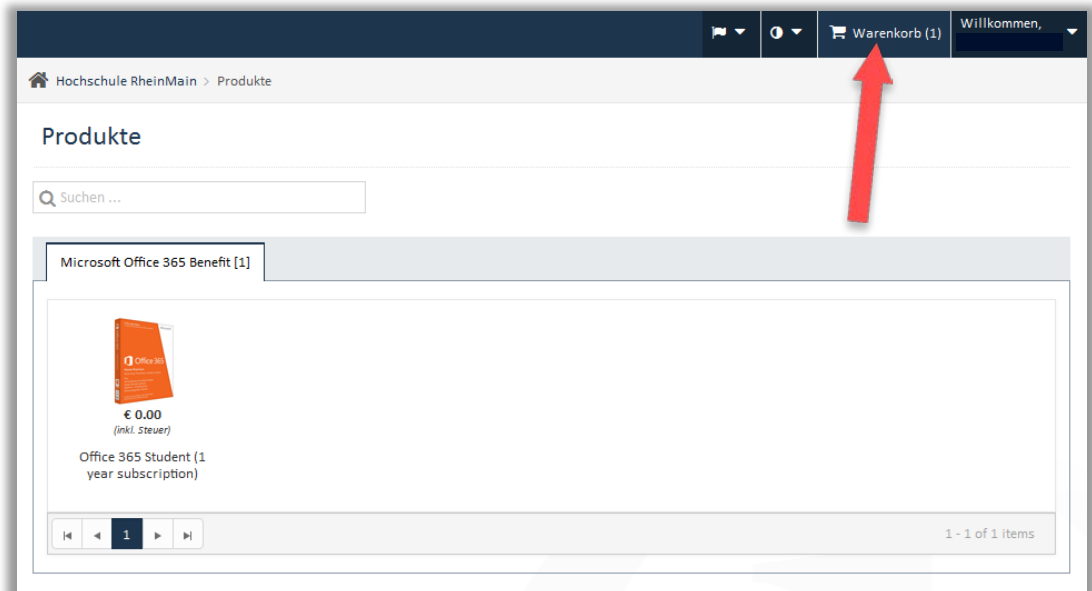 Warenkorb (1)
Willkommen,
Hochschule RheinMain > Produkte
Produkte
Suchen ...
Microsoft Office 365 Benefit [1]
Office 365
€ 0.00
(inkl. Steuer)
Office 365 Student (1
year subscription)
1
1 - 1 of 1 items